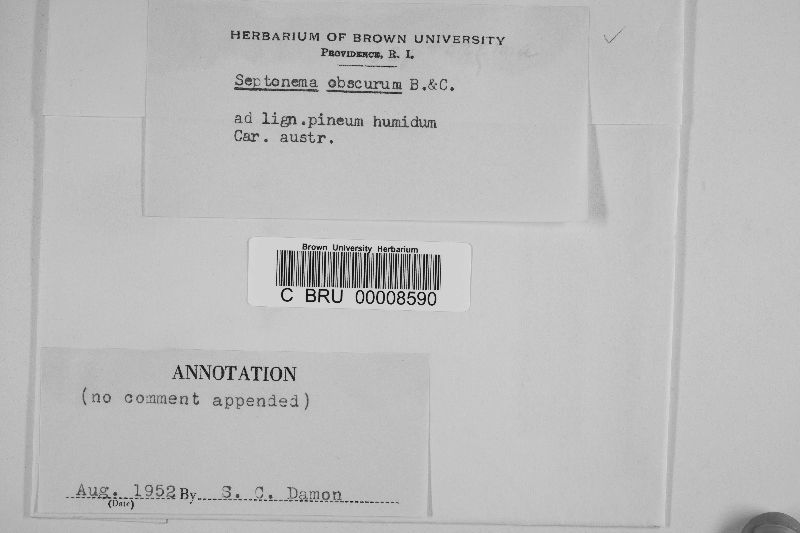 HERBARIUM OF BROWN UNIVERSITY
PROVIDENCE, R. I.
Septonema obscurum B.&C.
ad lign.pineum humidum
Car. austr.
Brown University Herbarium
C BRU 00008590
ANNOTATION
(no comment appended)
Aug. 1952 By S. C. Damon
(Date)